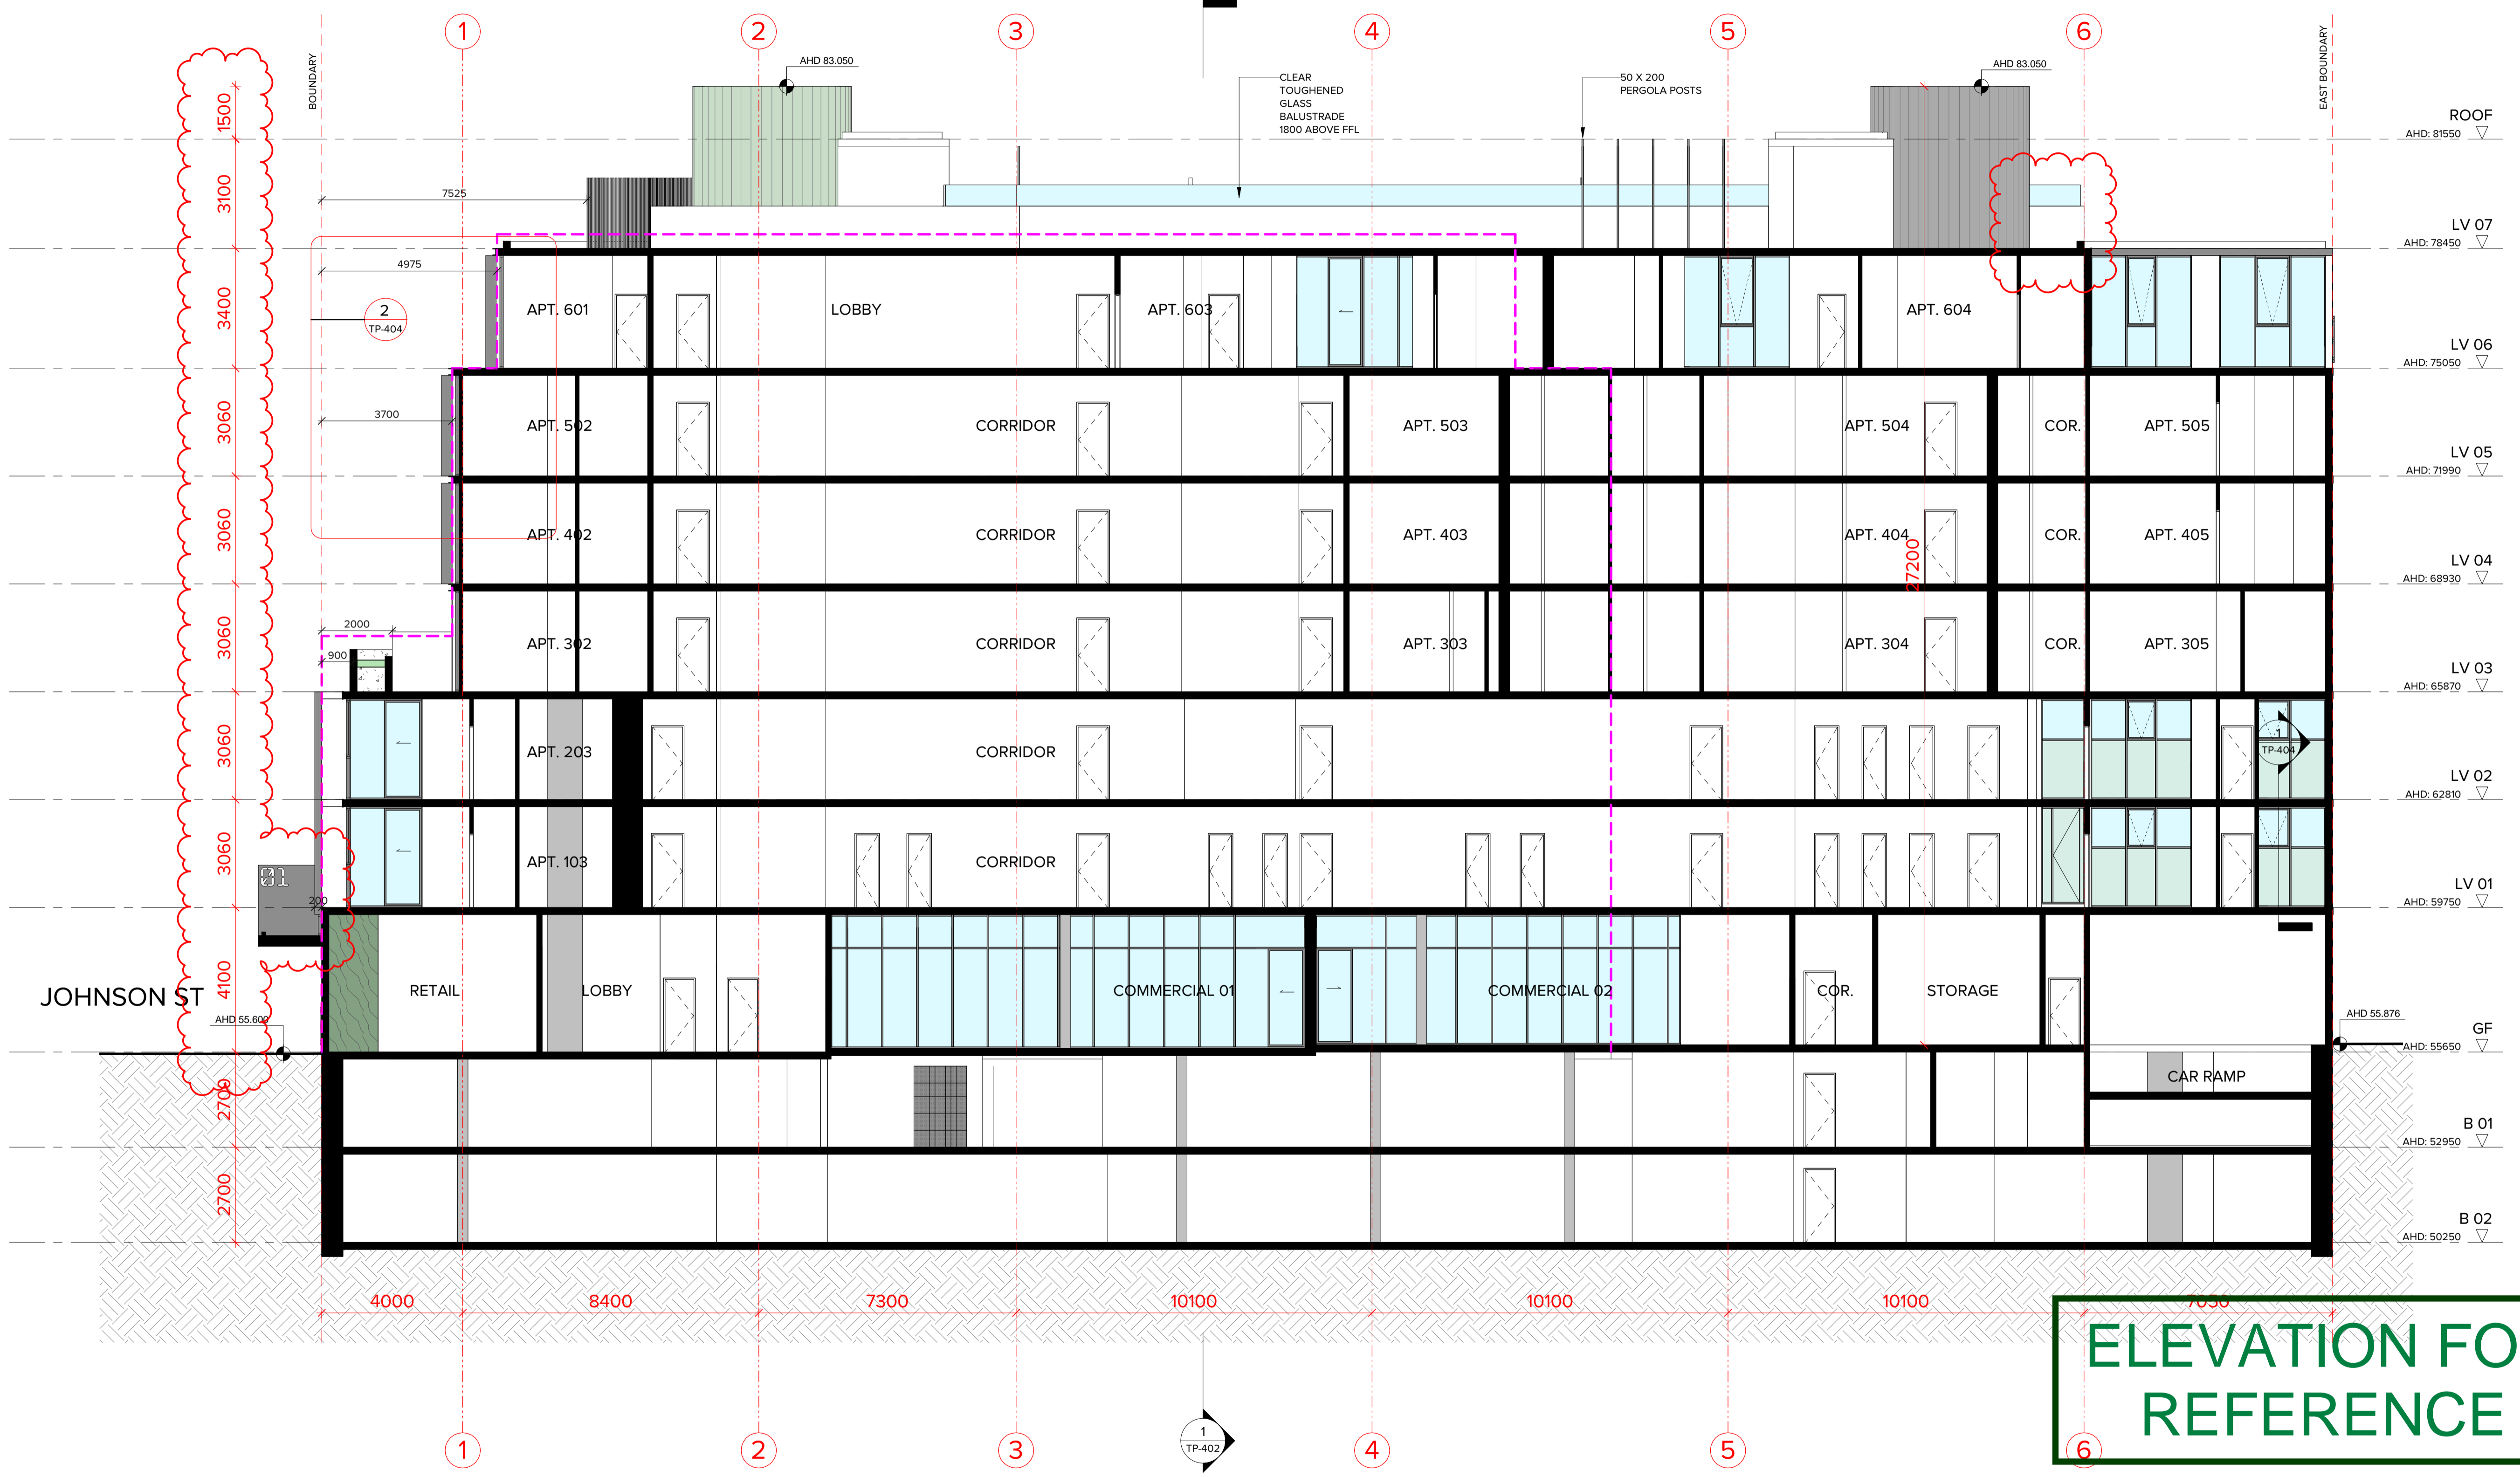 1
2
3
4
5
6
BOUNDARY
EAST BOUNDARY
AHD 83.050
CLEAR
TOUGHENED
GLASS
BALUSTRADE
1800 ABOVE FFL
50 X 200
PERGOLA POSTS
AHD 83.050
ROOF
AHD: 81550
1500
3100
7525
LV 07
AHD: 78450
4975
2
TP-404
3400
APT. 601
LOBBY
APT. 603
APT. 604
LV 06
AHD: 75050
3700
3060
APT. 502
CORRIDOR
APT. 503
APT. 504
COR.
APT. 505
LV 05
AHD: 71990
3060
APT. 402
CORRIDOR
APT. 403
APT. 404
COR.
APT. 405
27200
LV 04
AHD: 68930
2000
900
3060
APT. 302
CORRIDOR
APT. 303
APT. 304
COR.
APT. 305
LV 03
AHD: 65870
3060
APT. 203
CORRIDOR
1
TP-404
LV 02
AHD: 62810
3060
APT. 103
CORRIDOR
200
LV 01
AHD: 59750
4100
JOHNSON ST
RETAIL
LOBBY
COMMERCIAL 01
COMMERCIAL 02
COR.
STORAGE
AHD 55.600
AHD 55.876
GF
AHD: 55650
2700
CAR RAMP
B 01
AHD: 52950
2700
B 02
AHD: 50250
4000
8400
7300
10100
10100
10100
7050
ELEVATION FO
REFERENCE
1
2
3
1
TP-402
4
5
6